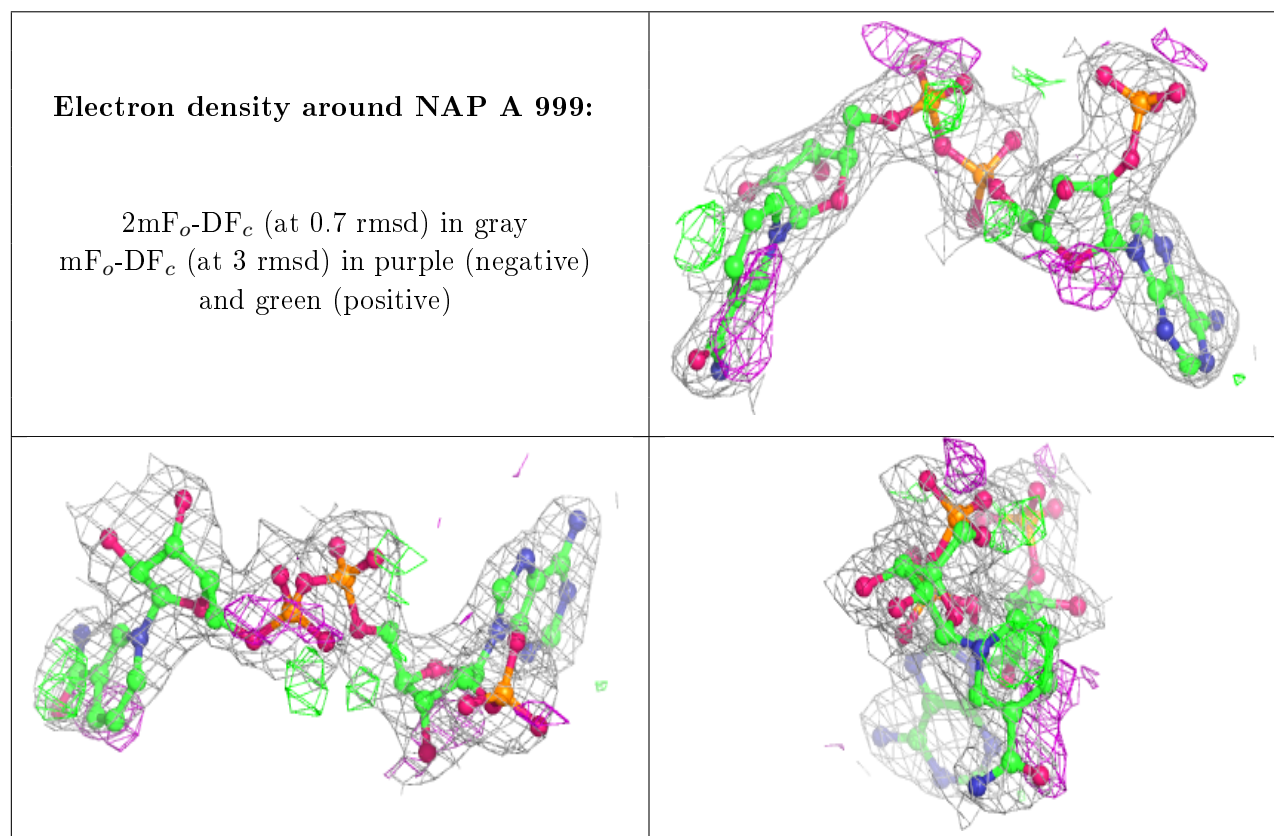 Electron density around NAP A 999:
2mFo-DFc (at 0.7 rmsd) in gray
mFo-DFc (at 3 rmsd) in purple (negative)
and green (positive)